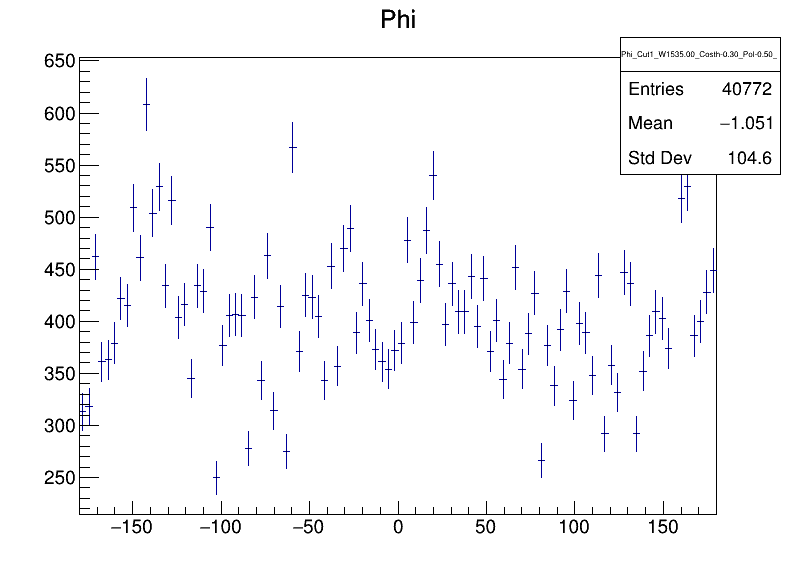 Phi
Phi_Cut1_W1535.00_Costh-0.30_Pol-0.50_
Entries 40772
Mean −1.051
Std Dev 104.6
650
600
550
500
450
400
350
300
250
−150 −100 −50 0 50 100 150